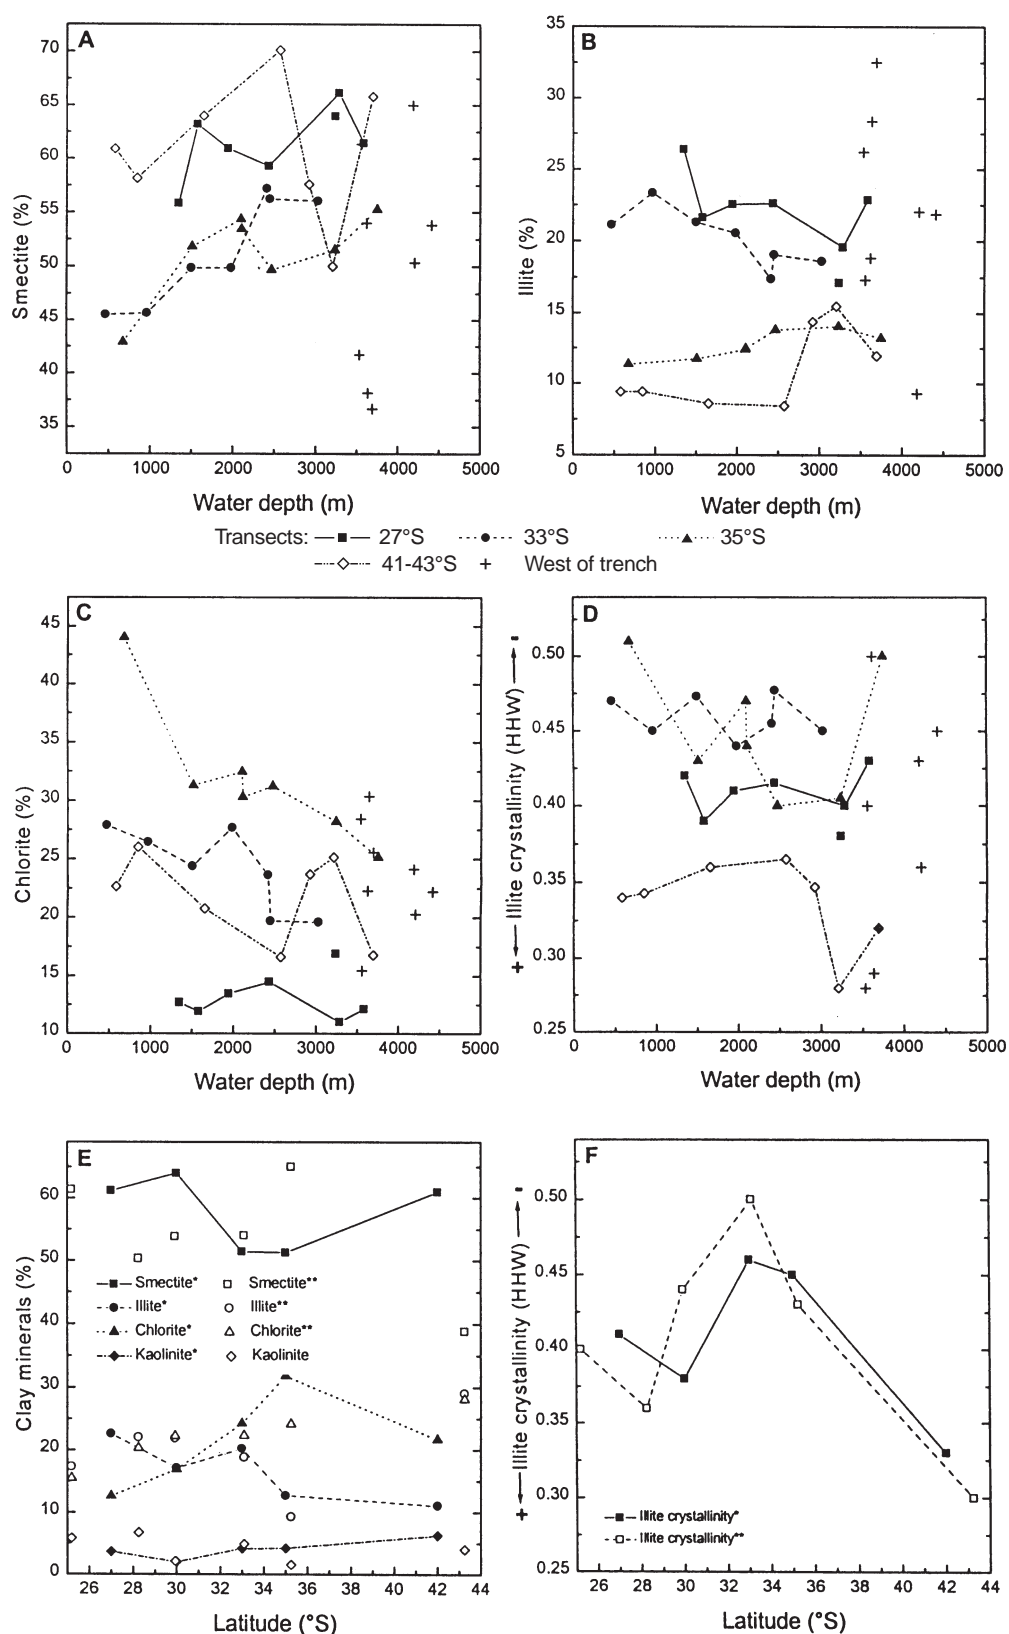 A
70
65
60
55
50
45
40
35
Smectite (%)
0 1000 2000 3000 4000 5000
Water depth (m)
B
35
30
25
20
15
10
5
Illite (%)
0 1000 2000 3000 4000 5000
Water depth (m)
Transects: 27°S 33°S 35°S
41-43°S + West of trench
C
45
40
35
30
25
20
15
10
Chlorite (%)
0 1000 2000 3000 4000 5000
Water depth (m)
D
0.50
0.45
0.40
0.35
0.30
0.25
+ ← Illite crystallinity (HHW) → -
0 1000 2000 3000 4000 5000
Water depth (m)
E
60
50
40
30
20
10
0
Clay minerals (%)
Smectite* Smectite**
Illite* Illite**
Chlorite* Chlorite**
Kaolinite* Kaolinite
26 28 30 32 34 36 38 40 42 44
Latitude (°S)
F
0.50
0.45
0.40
0.35
0.30
0.25
+ ← Illite crystallinity (HHW) → -
Illite crystallinity*
Illite crystallinity**
26 28 30 32 34 36 38 40 42 44
Latitude (°S)